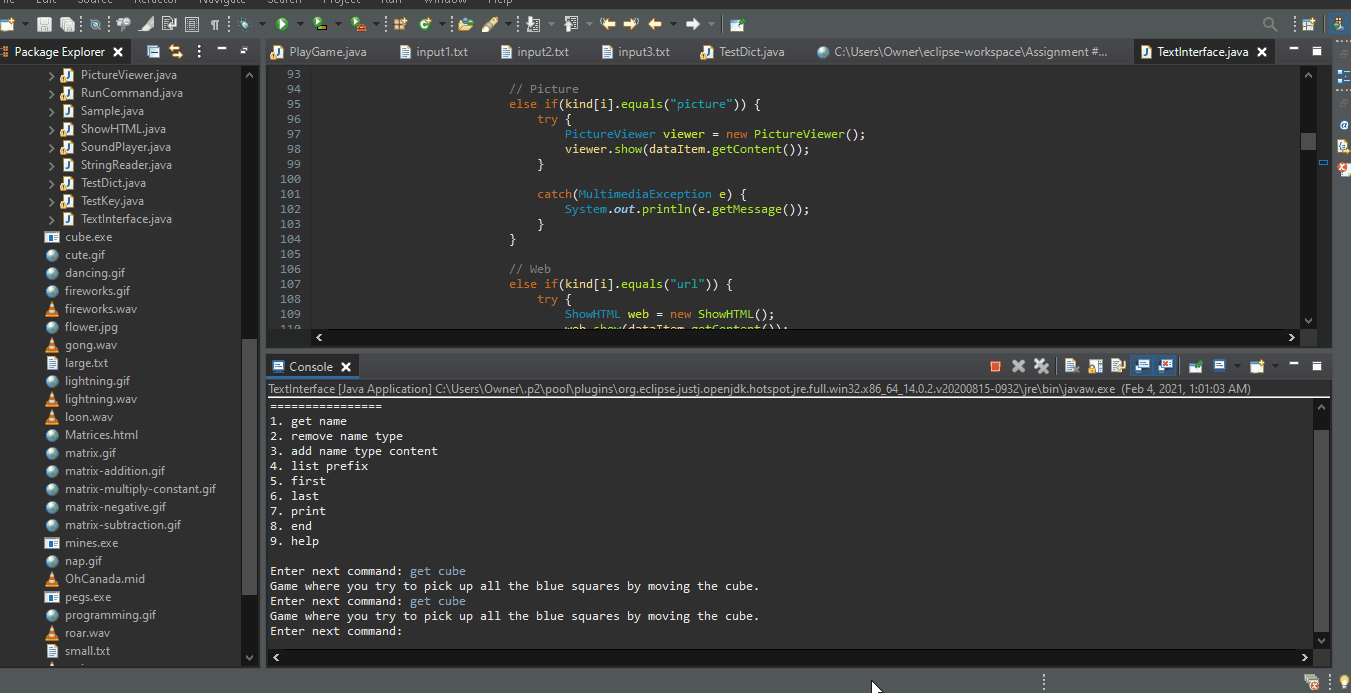 Package Explorer
PictureViewer.java
RunCommand.java
Sample.java
ShowHTML.java
SoundPlayer.java
StringReader.java
TestDict.java
TestKey.java
TextInterface.java
cube.exe
cute.gif
dancing.gif
fireworks.gif
fireworks.wav
flower.jpg
gong.wav
large.txt
lightning.gif
lightning.wav
loon.wav
Matrices.html
matrix.gif
matrix-addition.gif
matrix-multiply-constant.gif
matrix-negative.gif
matrix-subtraction.gif
mines.exe
nap.gif
OhCanada.mid
pegs.exe
programming.gif
roar.wav
small.txt
PlayGame.java input1.txt input2.txt input3.txt TestDict.java C:\Users\Owner\eclipse-workspace\Assignment #... TextInterface.java
93
94 // Picture
95 else if(kind[i].equals("picture")) {
96 try {
97 PictureViewer viewer = new PictureViewer();
98 viewer.show(dataItem.getContent());
99 }
100
101 catch(MultimediaException e) {
102 System.out.println(e.getMessage());
103 }
104 }
105
106 // Web
107 else if(kind[i].equals("url")) {
108 try {
109 ShowHTML web = new ShowHTML();
110 web.show(dataItem.getContent());
Console
TextInterface [Java Application] C:\Users\Owner\.p2\pool\plugins\org.eclipse.justj.openjdk.hotspot.jre.full.win32.x86_64_14.0.2.v20200815-0932\jre\bin\javaw.exe (Feb 4, 2021, 1:01:03 AM)
================
1. get name
2. remove name type
3. add name type content
4. list prefix
5. first
6. last
7. print
8. end
9. help
Enter next command: get cube
Game where you try to pick up all the blue squares by moving the cube.
Enter next command: get cube
Game where you try to pick up all the blue squares by moving the cube.
Enter next command: